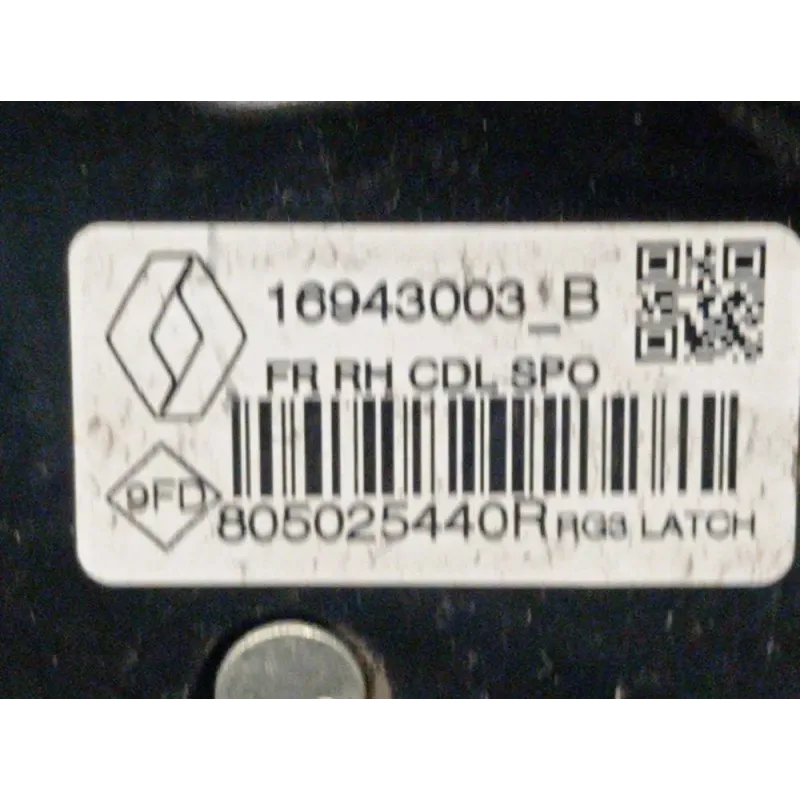 16943003_B
FR RH CDL SPO
9FD
805025440R RG3 LATCH